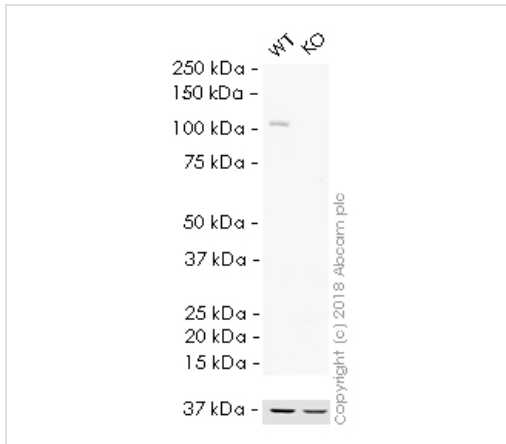 WT KO
250 kDa -
150 kDa -
100 kDa -
75 kDa -
50 kDa -
37 kDa -
25 kDa -
20 kDa -
15 kDa -
37 kDa -
Copyright (c) 2018 Abcam plc